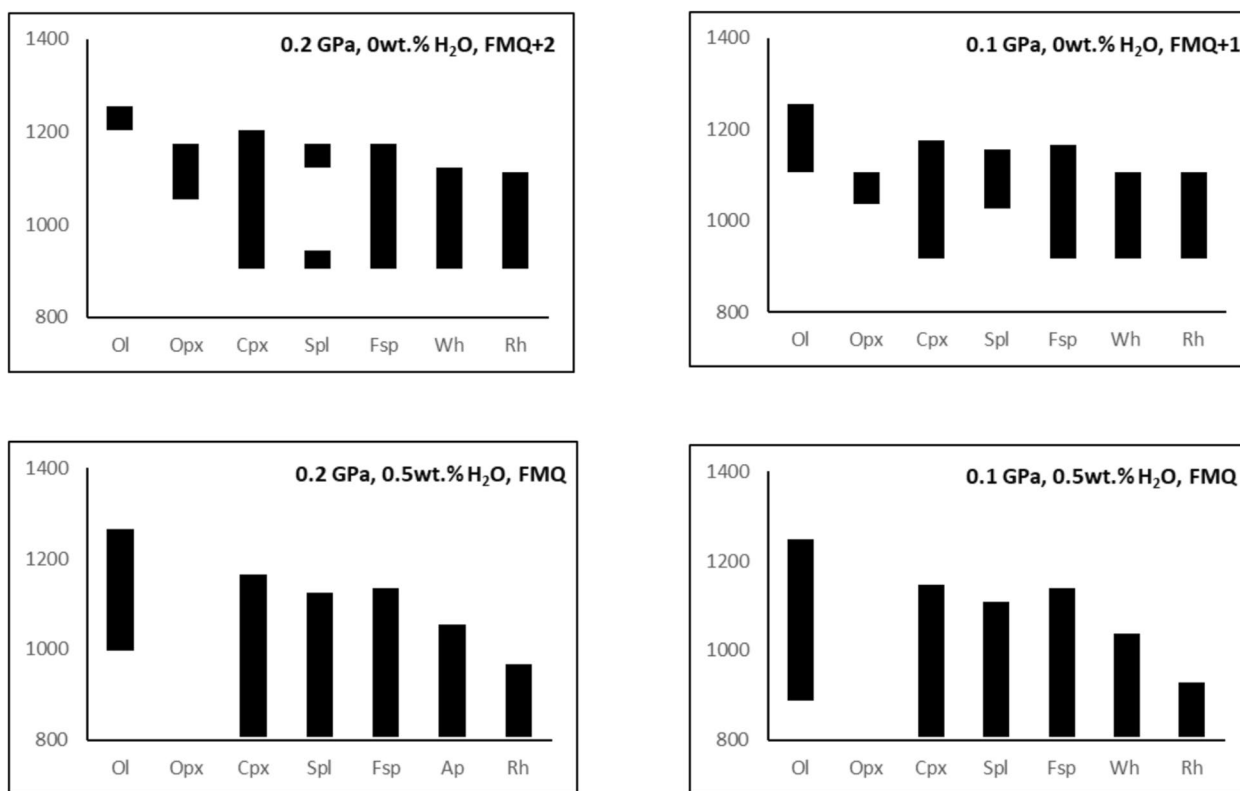 0.2 GPa, 0wt.% H₂O, FMQ+2
1400
1200
1000
800
Ol Opx Cpx Spl Fsp Wh Rh
0.1 GPa, 0wt.% H₂O, FMQ+1
1400
1200
1000
800
Ol Opx Cpx Spl Fsp Wh Rh
0.2 GPa, 0.5wt.% H₂O, FMQ
1400
1200
1000
800
Ol Opx Cpx Spl Fsp Ap Rh
0.1 GPa, 0.5wt.% H₂O, FMQ
1400
1200
1000
800
Ol Opx Cpx Spl Fsp Wh Rh